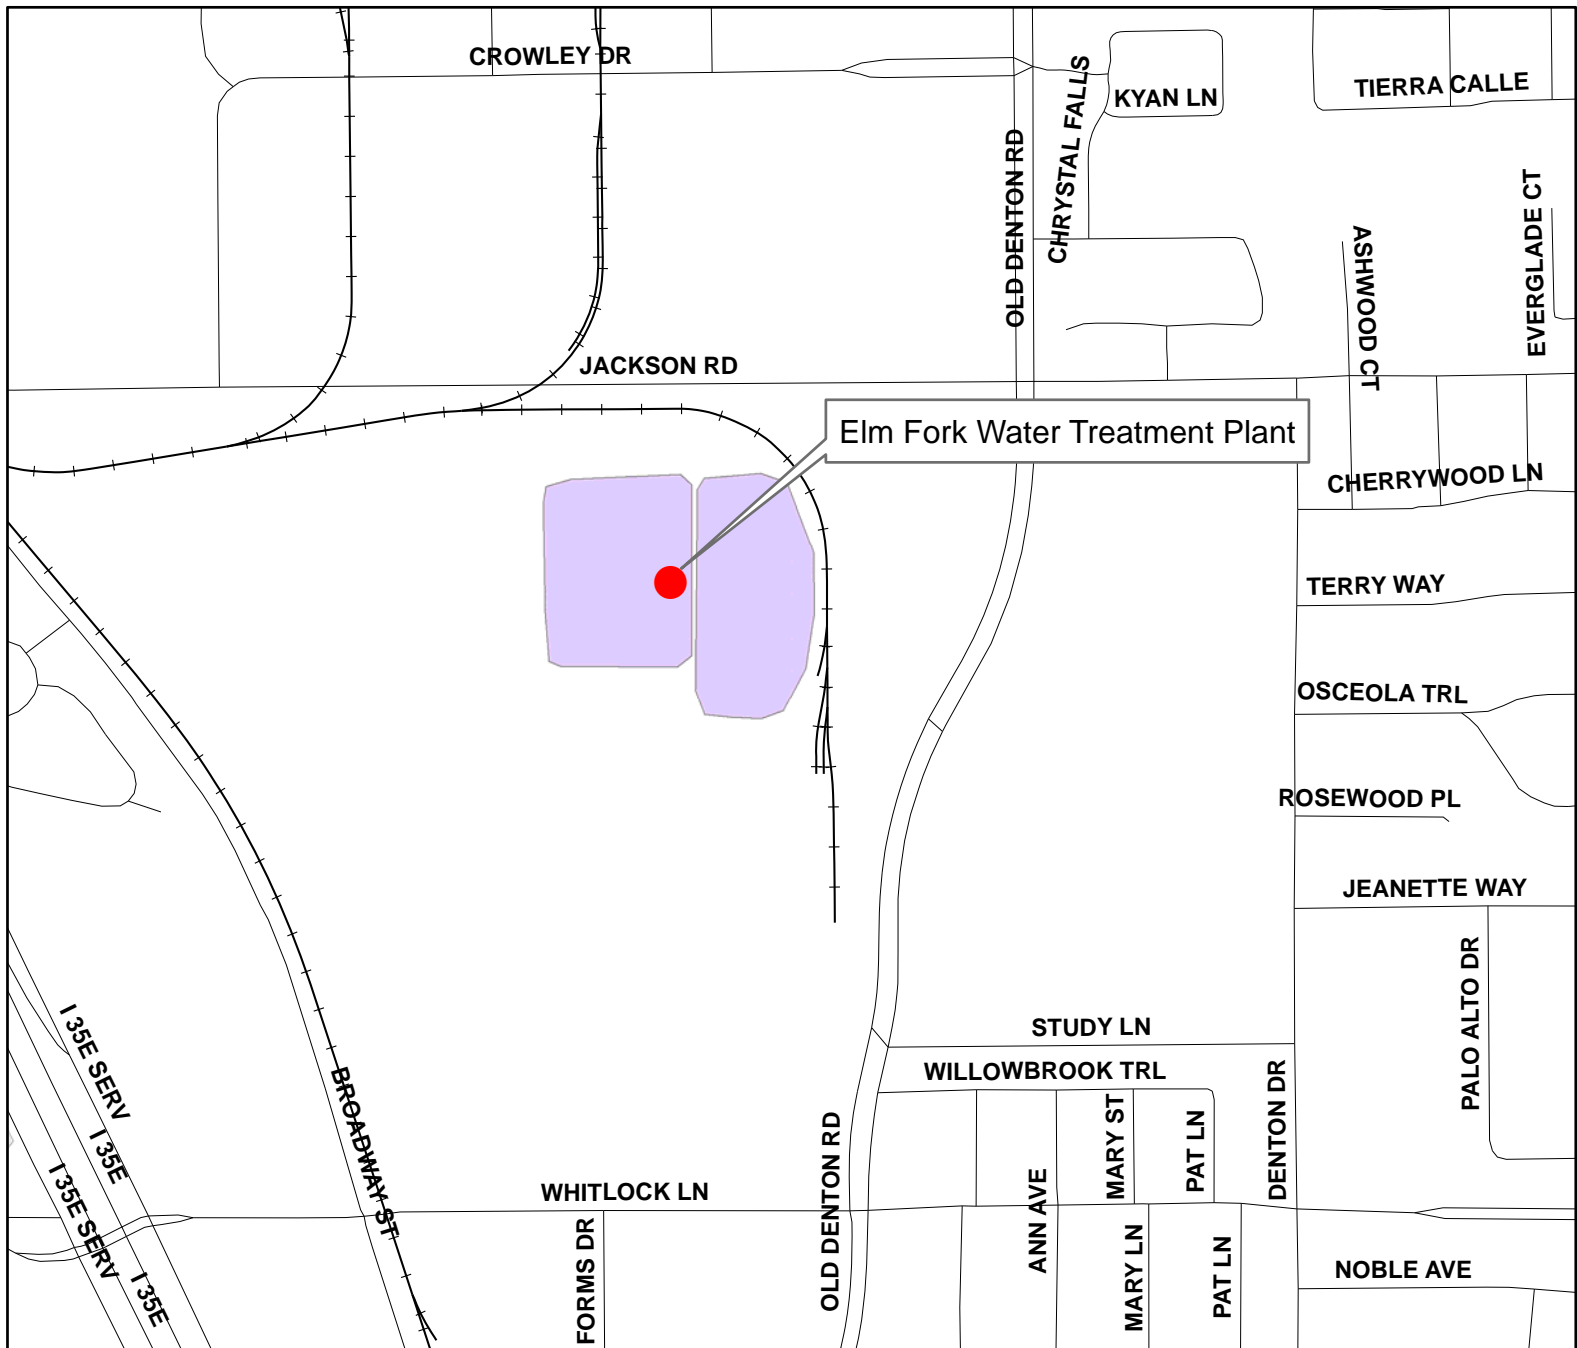 CROWLEY DR
CHRYSTAL FALLS
KYAN LN
TIERRA CALLE
OLD DENTON RD
EVERGLADE CT
ASHWOOD CT
JACKSON RD
Elm Fork Water Treatment Plant
CHERRYWOOD LN
TERRY WAY
OSCEOLA TRL
ROSEWOOD PL
JEANETTE WAY
PALO ALTO DR
I 35E SERV
STUDY LN
WILLOWBROOK TRL
BROADWAY ST
DENTON DR
MARY ST
PAT LN
I 35E
I 35E SERV
WHITLOCK LN
OLD DENTON RD
ANN AVE
FORMS DR
MARY LN
PAT LN
NOBLE AVE
I 35E